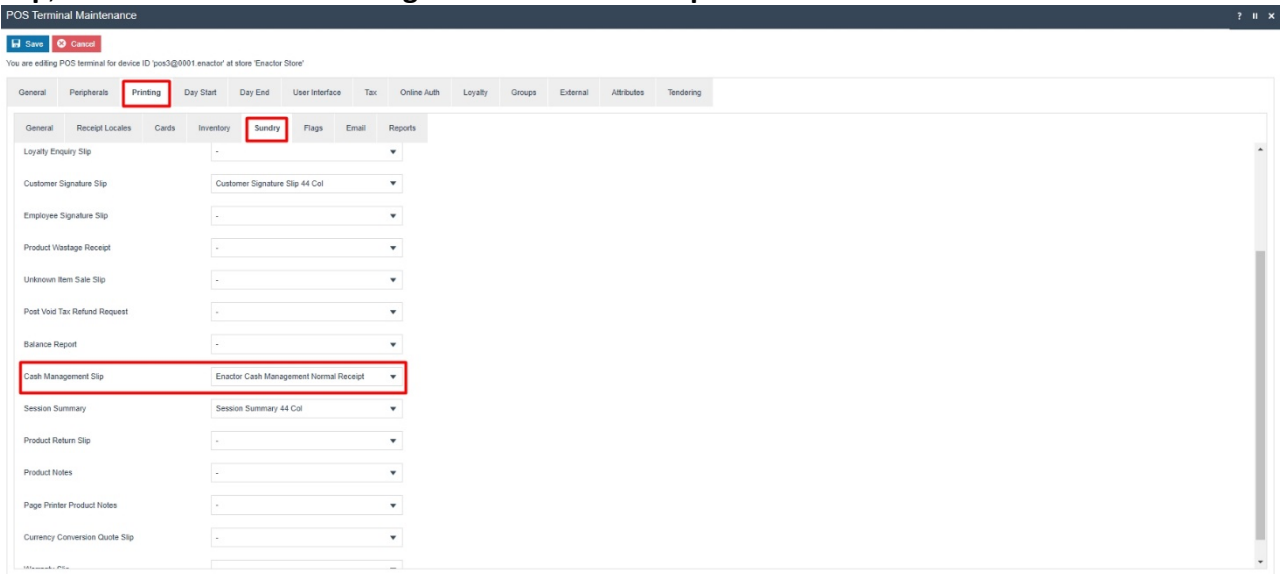 POS Terminal Maintenance ? II ×
Save Cancel
You are editing POS terminal for device ID 'pos3@0001.enactor' at store 'Enactor Store'
General Peripherals Printing Day Start Day End User Interface Tax Online Auth Loyalty Groups External Attributes Tendering
General Receipt Locales Cards Inventory Sundry Flags Email Reports
Loyalty Enquiry Slip -
Customer Signature Slip Customer Signature Slip 44 Col
Employee Signature Slip -
Product Wastage Receipt -
Unknown Item Sale Slip -
Post Void Tax Refund Request -
Balance Report -
Cash Management Slip Enactor Cash Management Normal Receipt
Session Summary Session Summary 44 Col
Product Return Slip -
Product Notes -
Page Printer Product Notes -
Currency Conversion Quote Slip -